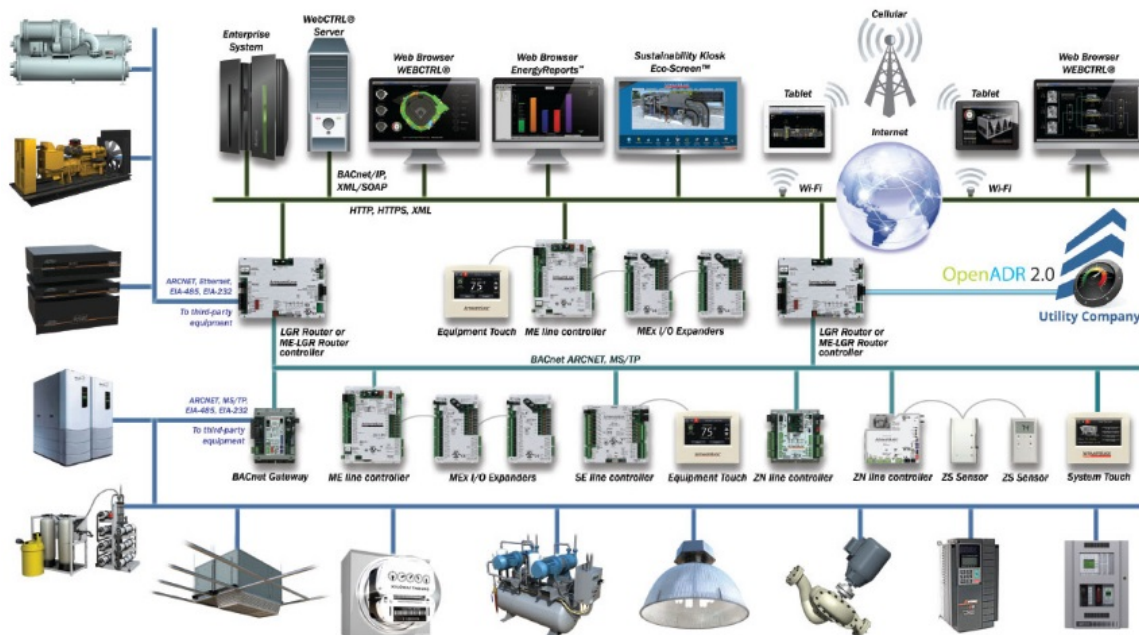 Enterprise
System
WebCTRL®
Server
Web Browser
WEBCTRL®
Web Browser
EnergyReports™
Sustainability Kiosk
Eco-Screen™
Cellular
Tablet
Internet
Tablet
Web Browser
WEBCTRL®
BACnet/IP,
XML/SOAP
HTTP, HTTPS, XML
Wi-Fi
Wi-Fi
ARCNET, Ethernet,
EIA-485, EIA-232
To third-party
equipment
LGR Router or
ME-LGR Router
controller
75°
Equipment Touch
ME line controller
MEx I/O Expanders
LGR Router or
ME-LGR Router
controller
OpenADR 2.0
Utility Company
BACnet ARCNET, MS/TP
ARCNET, MS/TP,
EIA-485, EIA-232
To third-party
equipment
BACnet Gateway
ME line controller
MEx I/O Expanders
SE line controller
75°
Equipment Touch
ZN line controller
ZN line controller
ZS Sensor
ZS Sensor
System Touch